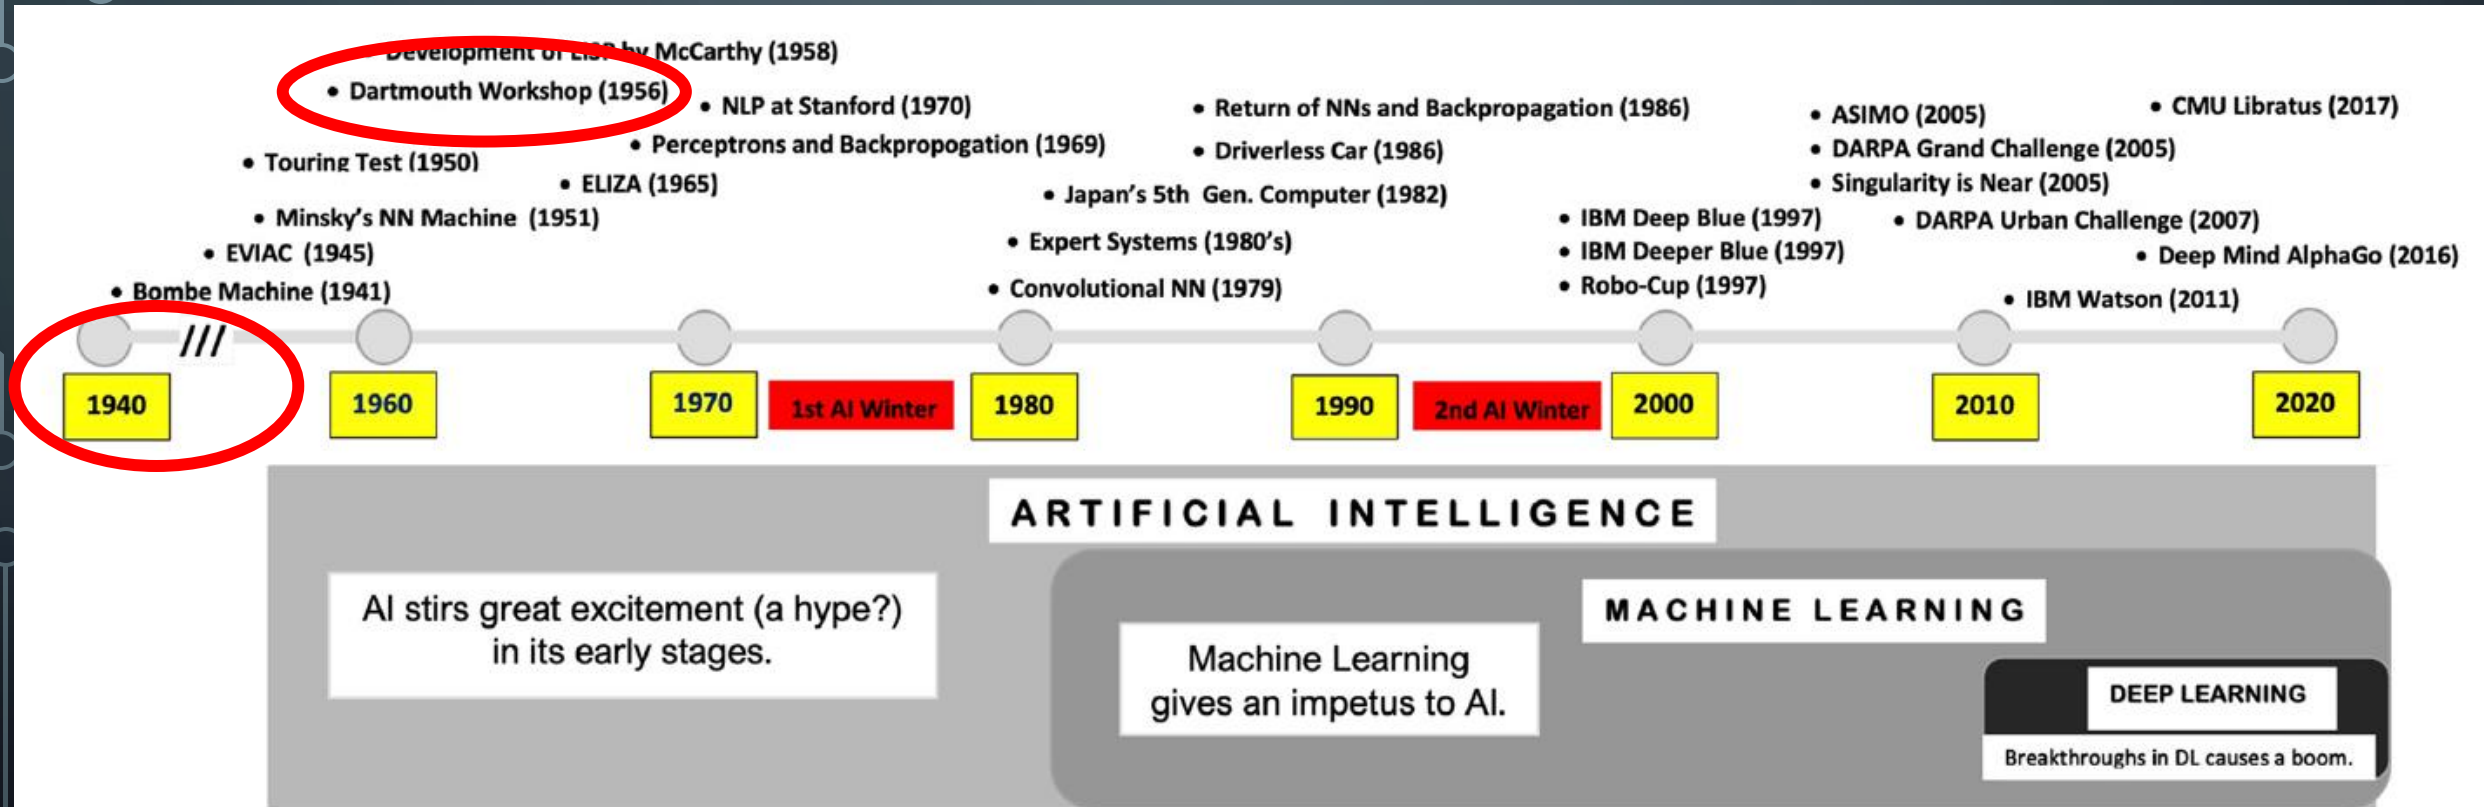 Development of LISP by McCarthy (1958)
• Dartmouth Workshop (1956)
• NLP at Stanford (1970)
• Return of NNs and Backpropagation (1986)
• ASIMO (2005)
• CMU Libratus (2017)
• Touring Test (1950)
• Perceptrons and Backpropogation (1969)
• Driverless Car (1986)
• DARPA Grand Challenge (2005)
• ELIZA (1965)
• Japan's 5th Gen. Computer (1982)
• Singularity is Near (2005)
• Minsky's NN Machine (1951)
• IBM Deep Blue (1997)
• DARPA Urban Challenge (2007)
• EVIAC (1945)
• Expert Systems (1980's)
• IBM Deeper Blue (1997)
• Deep Mind AlphaGo (2016)
• Bombe Machine (1941)
• Convolutional NN (1979)
• Robo-Cup (1997)
• IBM Watson (2011)
///
1940
1960
1970
1st AI Winter
1980
1990
2nd AI Winter
2000
2010
2020
ARTIFICIAL INTELLIGENCE
AI stirs great excitement (a hype?)
in its early stages.
MACHINE LEARNING
Machine Learning
gives an impetus to AI.
DEEP LEARNING
Breakthroughs in DL causes a boom.